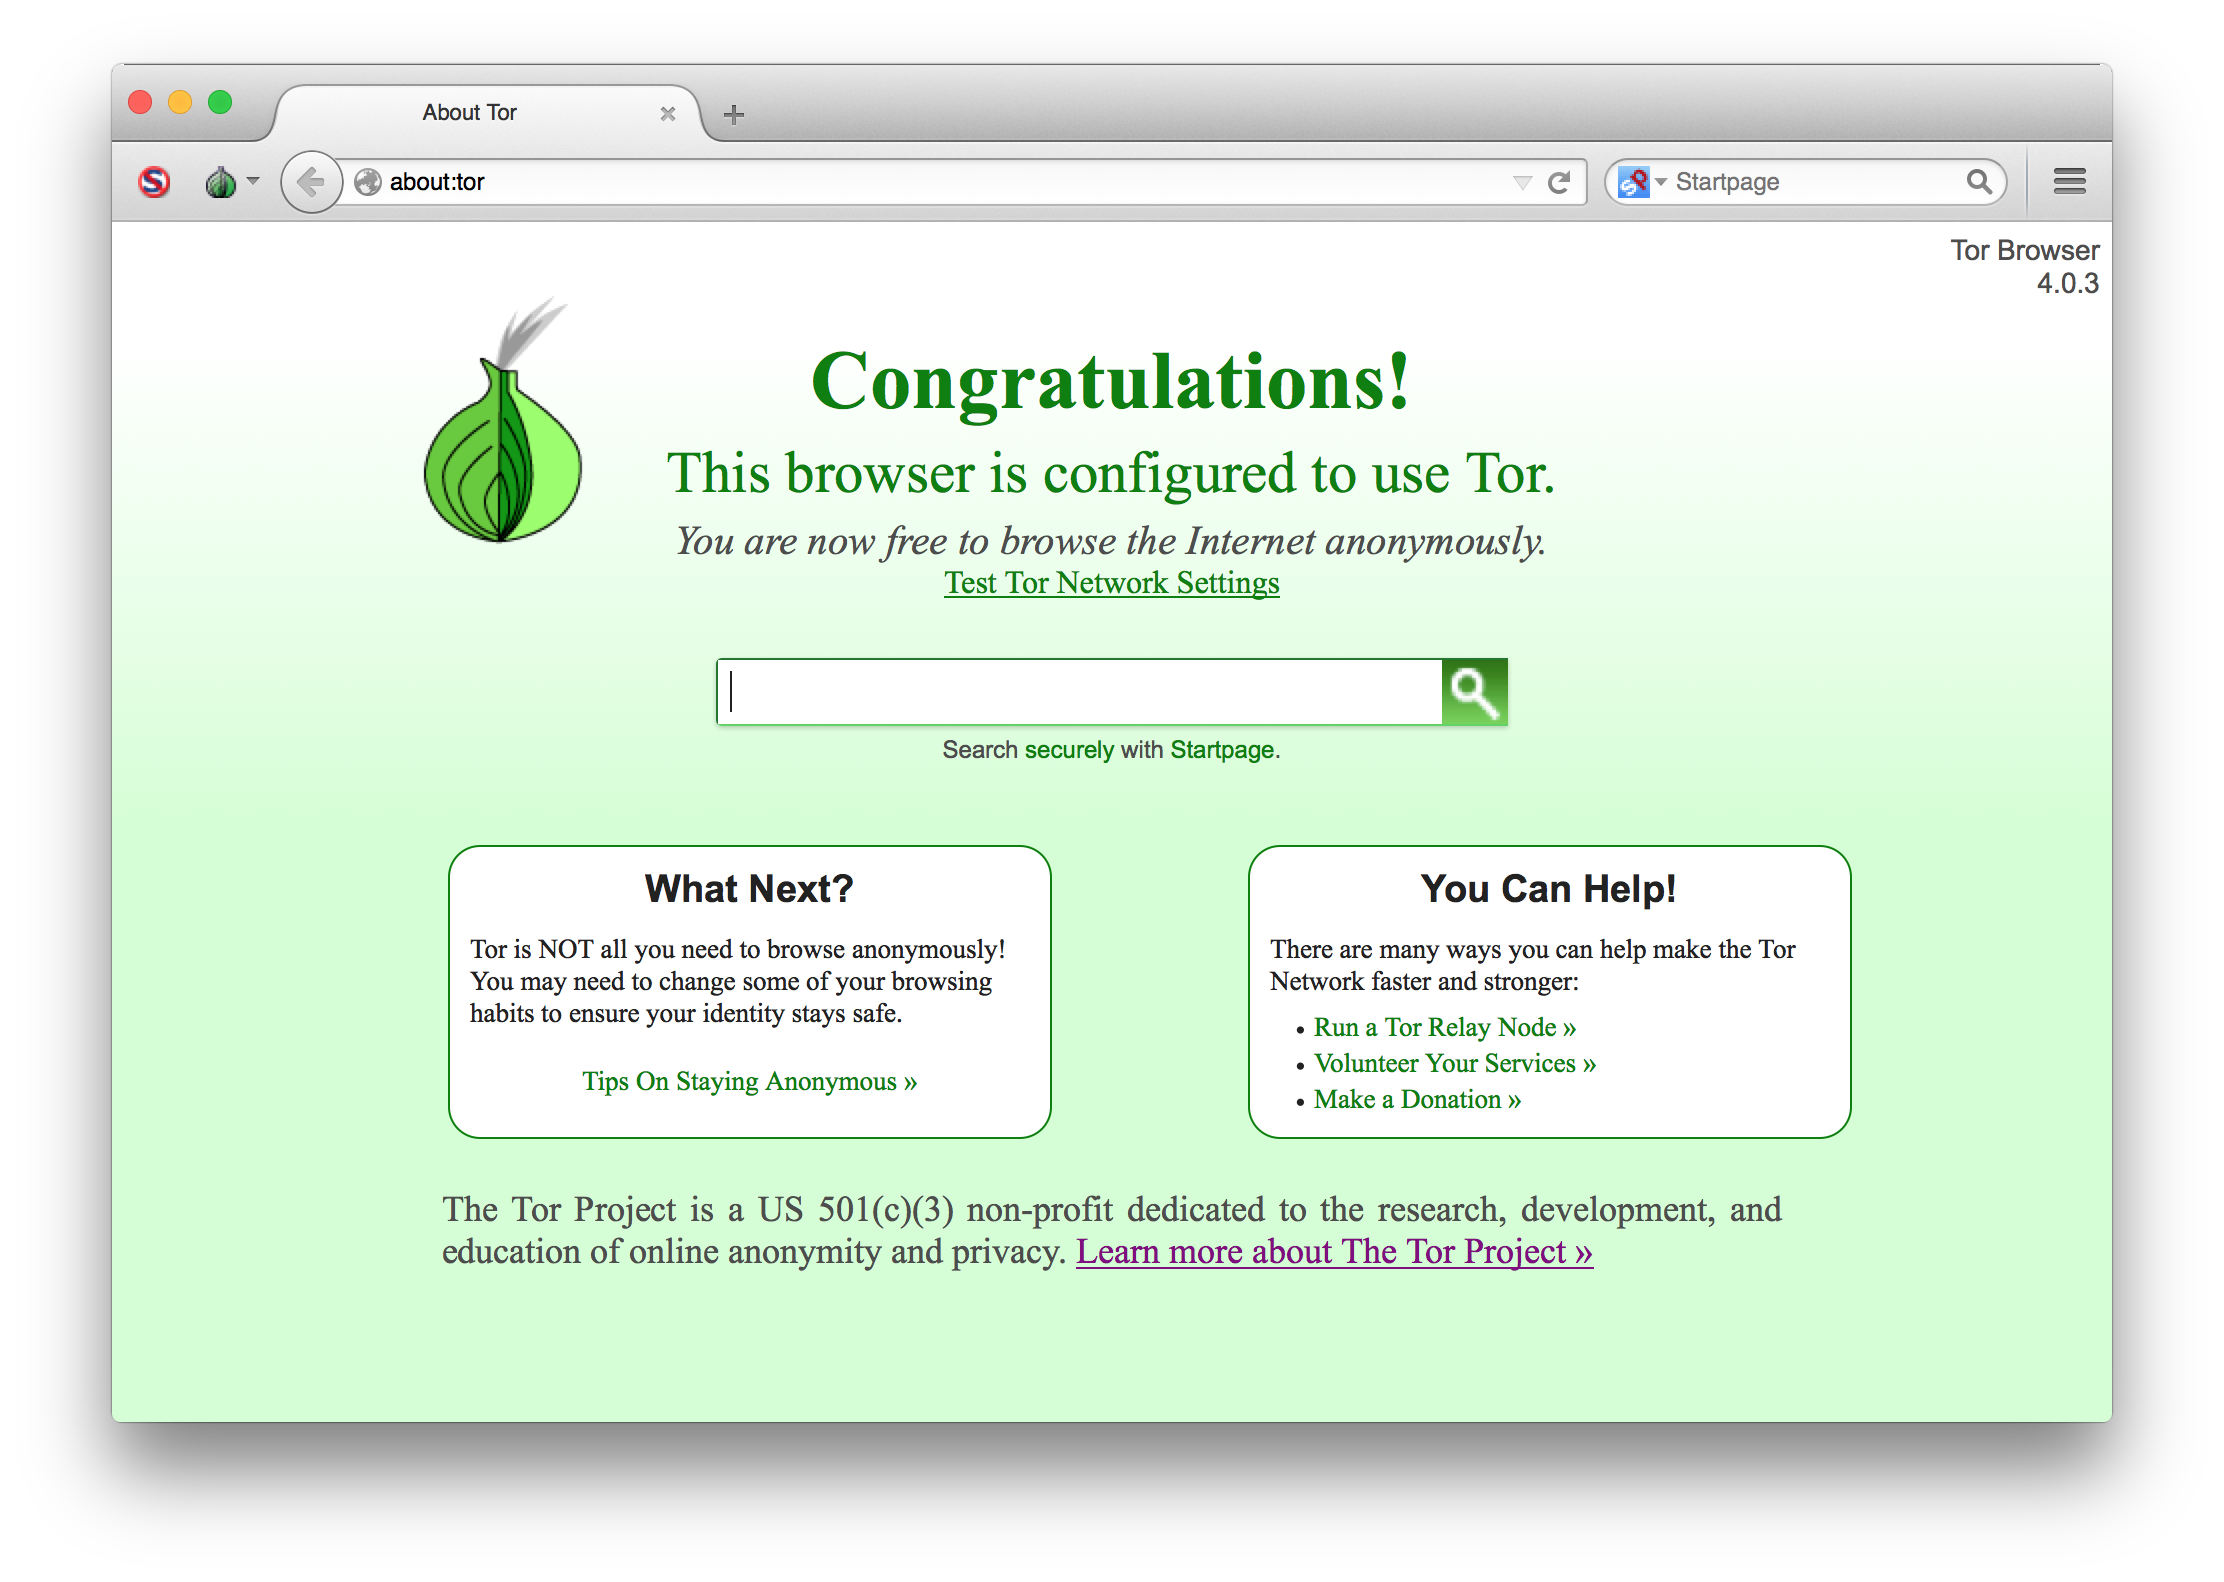 About Tor
about:tor
Startpage
Tor Browser
4.0.3
Congratulations!
This browser is configured to use Tor.
You are now free to browse the Internet anonymously.
Test Tor Network Settings
Search securely with Startpage.
What Next?
Tor is NOT all you need to browse anonymously!
You may need to change some of your browsing
habits to ensure your identity stays safe.
Tips On Staying Anonymous »
You Can Help!
There are many ways you can help make the Tor
Network faster and stronger:
• Run a Tor Relay Node »
• Volunteer Your Services »
• Make a Donation »
The Tor Project is a US 501(c)(3) non-profit dedicated to the research, development, and
education of online anonymity and privacy. Learn more about The Tor Project »